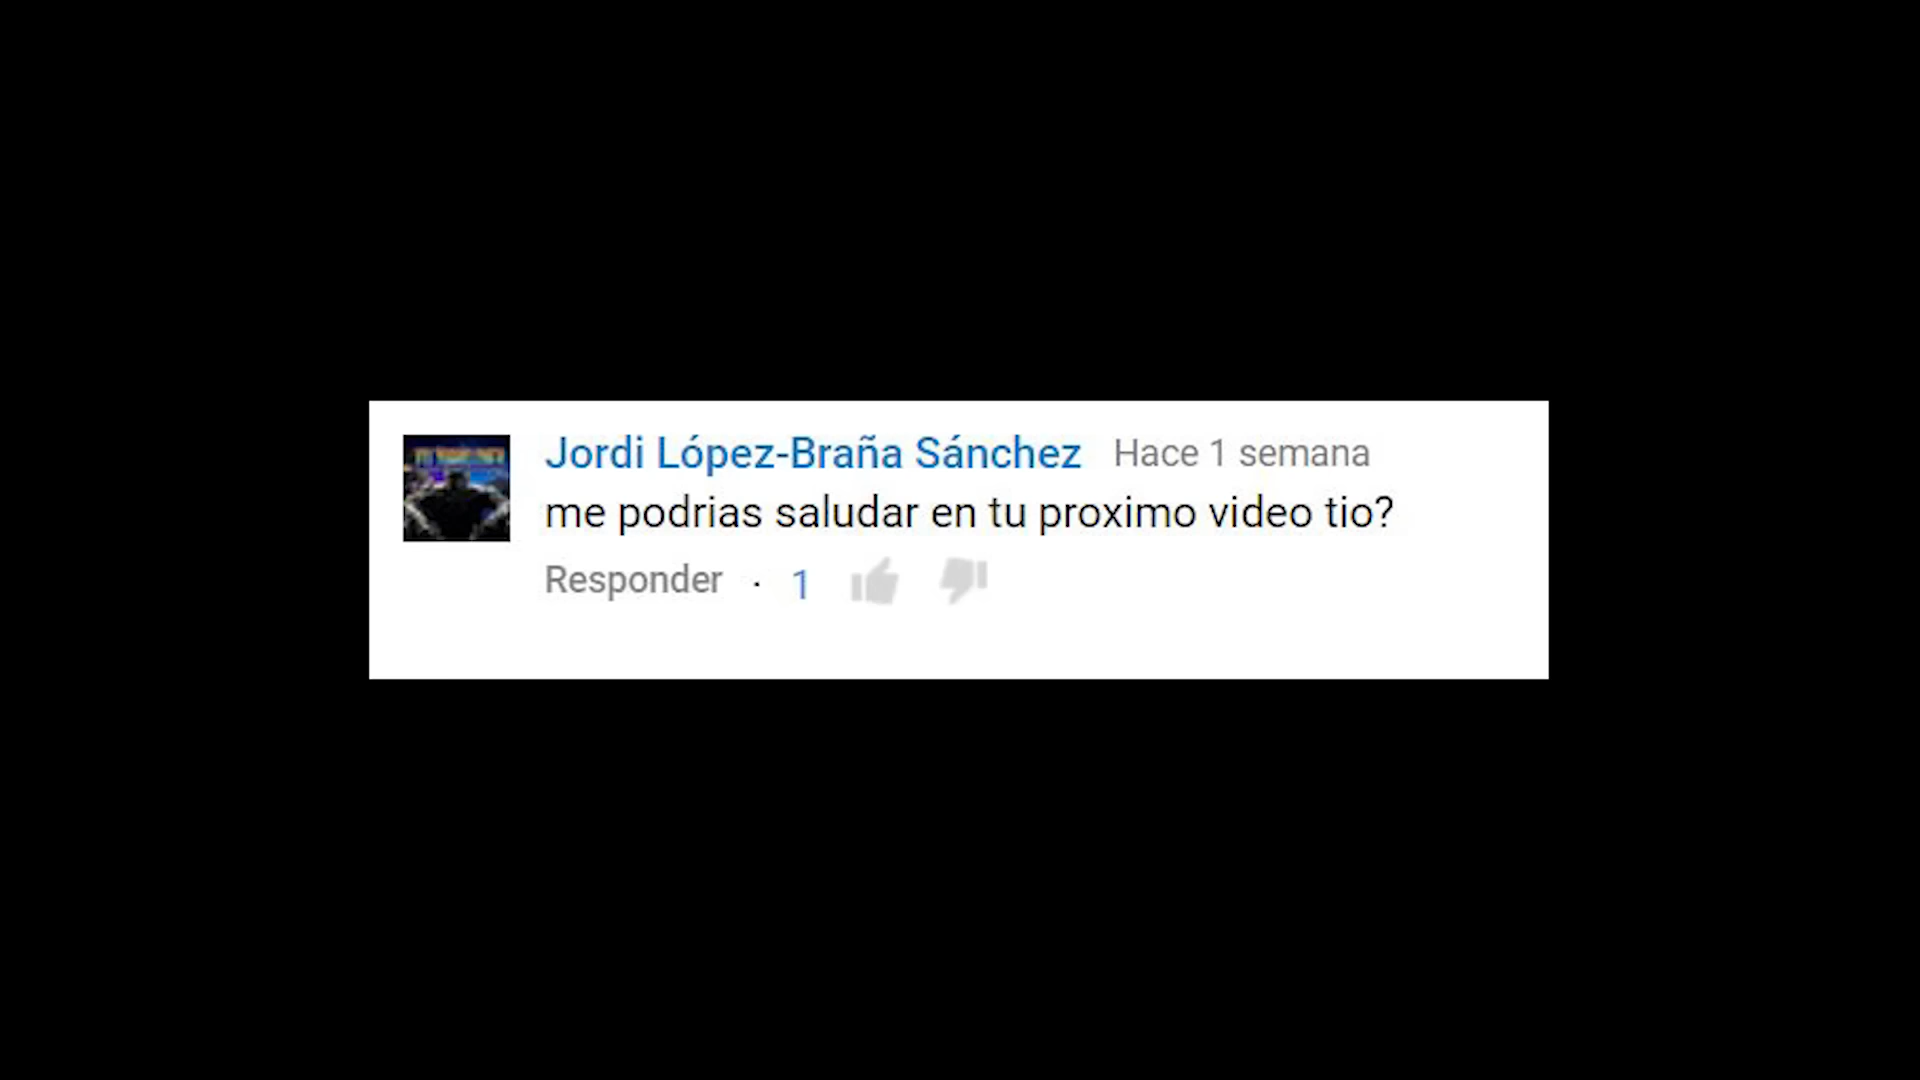 Jordi López-Braña Sánchez Hace 1 semana
me podrias saludar en tu proximo video tio?
Responder · 1